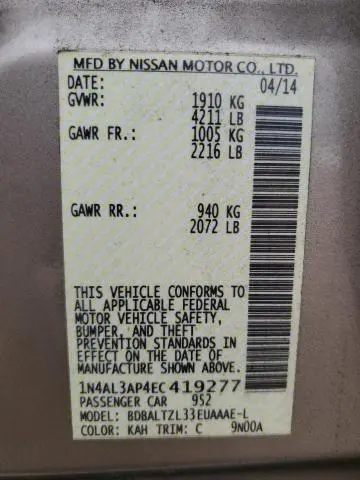 MFD BY NISSAN MOTOR CO., LTD.
DATE: 04/14
GVWR: 1910 KG
4211 LB
GAWR FR.: 1005 KG
2216 LB
GAWR RR.: 940 KG
2072 LB
THIS VEHICLE CONFORMS TO
ALL APPLICABLE FEDERAL
MOTOR VEHICLE SAFETY,
BUMPER, AND THEFT
PREVENTION STANDARDS IN
EFFECT ON THE DATE OF
MANUFACTURE SHOWN ABOVE.
1N4AL3AP4EC419277
PASSENGER CAR 952
MODEL: BDBALTZL33EUAAAE-L
COLOR: KAH TRIM: C 9N00A